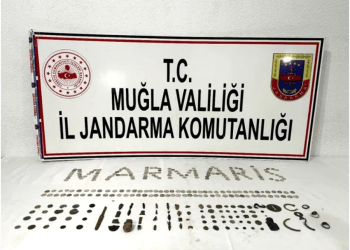 T.C.
MUĞLA VALİLİĞİ
İL JANDARMA KOMUTANLIĞI
MARMARİS